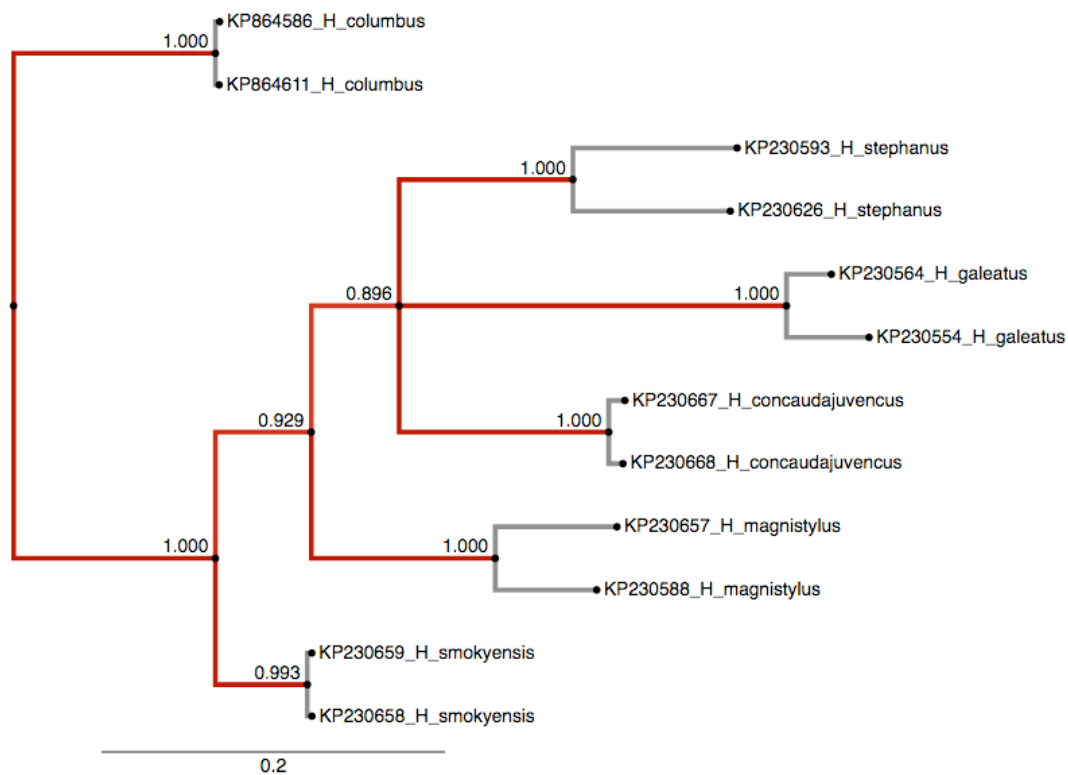 KP864586_H_columbus
1.000
KP864611_H_columbus
KP230593_H_stephanus
1.000
KP230626_H_stephanus
KP230564_H_galeatus
0.896
1.000
KP230554_H_galeatus
KP230667_H_concaudajuvencus
0.929
1.000
KP230668_H_concaudajuvencus
KP230657_H_magnistylus
1.000
1.000
KP230588_H_magnistylus
KP230659_H_smokyensis
0.993
KP230658_H_smokyensis
0.2